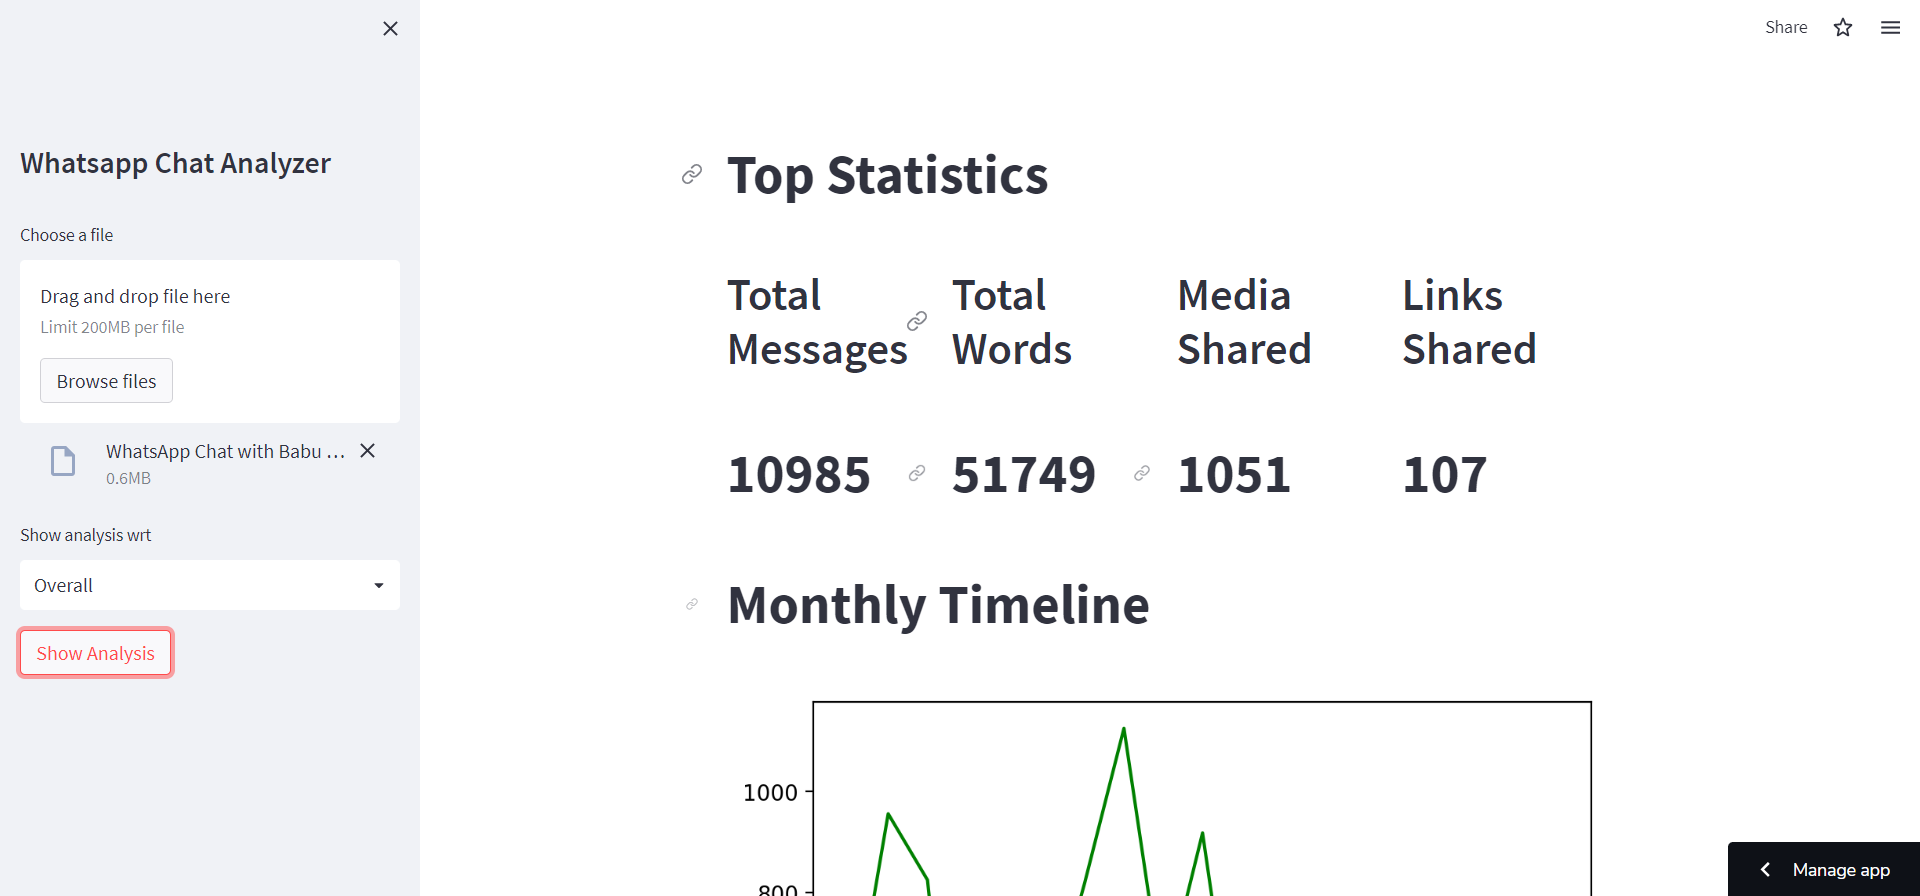 Share
Whatsapp Chat Analyzer
Choose a file
Drag and drop file here
Limit 200MB per file
Browse files
WhatsApp Chat with Babu ...
0.6MB
Show analysis wrt
Overall
Show Analysis
Top Statistics
Total Messages
Total Words
Media Shared
Links Shared
10985
51749
1051
107
Monthly Timeline
1000
800
Manage app